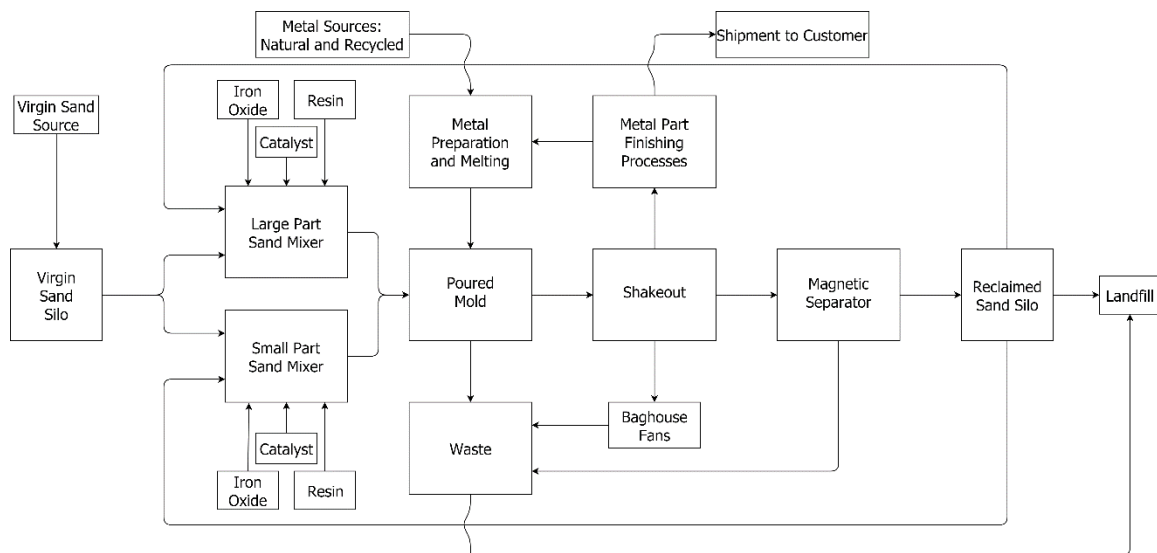 Metal Sources:
Natural and Recycled
Shipment to Customer
Virgin Sand
Source
Iron
Oxide
Resin
Catalyst
Metal
Preparation
and Melting
Metal Part
Finishing
Processes
Large Part
Sand Mixer
Virgin
Sand
Silo
Poured
Mold
Shakeout
Magnetic
Separator
Reclaimed
Sand Silo
Landfill
Small Part
Sand Mixer
Catalyst
Iron
Oxide
Resin
Waste
Baghouse
Fans